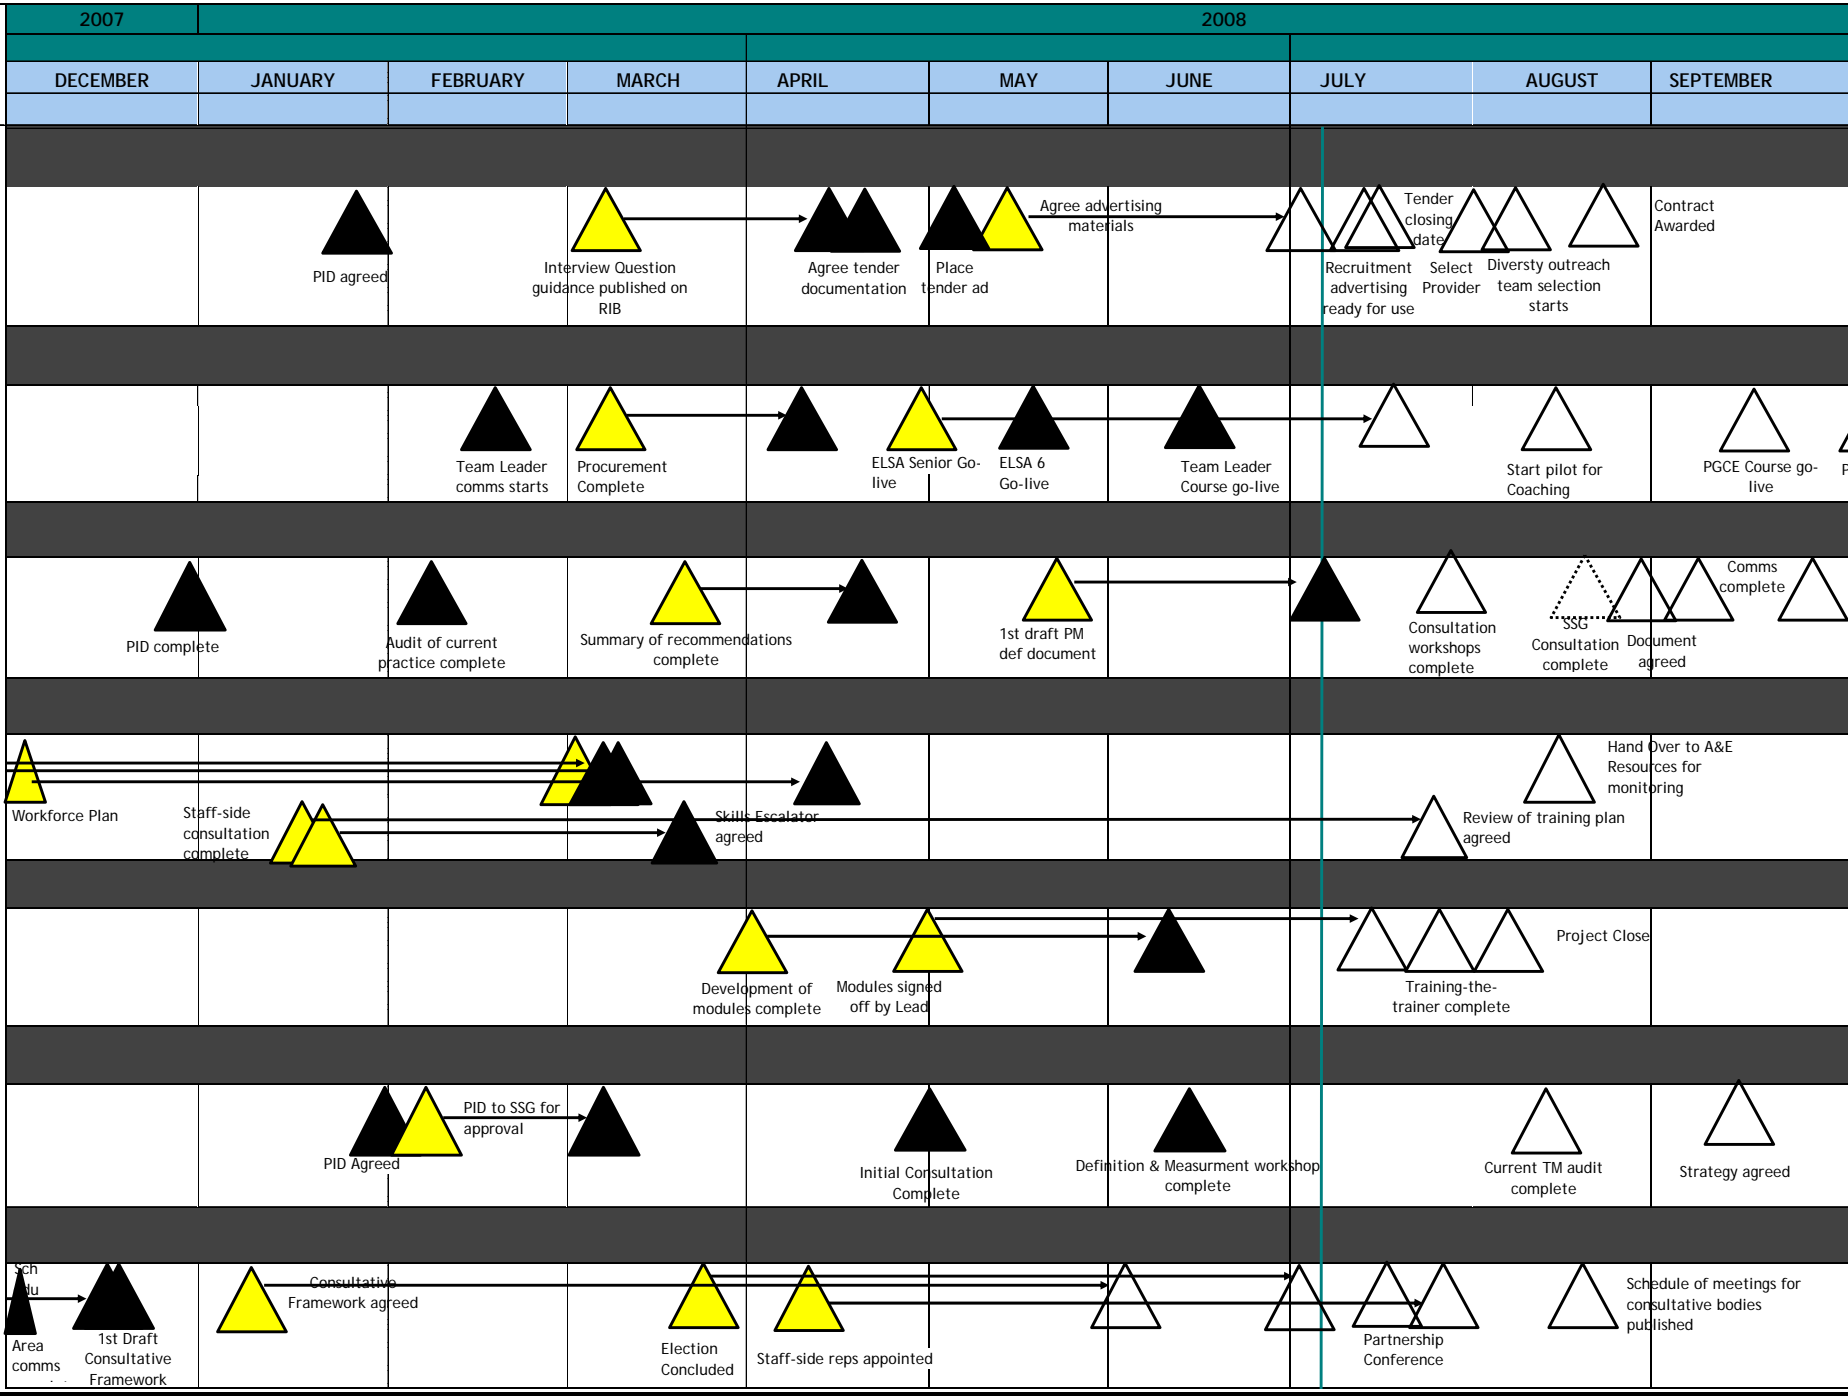 2007
2008
DECEMBER
JANUARY
FEBRUARY
MARCH
APRIL
MAY
JUNE
JULY
AUGUST
SEPTEMBER
PID agreed
Interview Question
guidance published on
RIB
Agree tender
documentation
Place
tender ad
Agree advertising
materials
Recruitment
advertising
ready for use
Tender
closing
date
Select
Provider
Diversty outreach
team selection
starts
Contract
Awarded
Team Leader
comms starts
Procurement
Complete
ELSA Senior Go-
live
ELSA 6
Go-live
Team Leader
Course go-live
Start pilot for
Coaching
PGCE Course go-
live
PID complete
Audit of current
practice complete
Summary of recommendations
complete
1st draft PM
def document
Consultation
workshops
complete
SSG
Consultation
complete
Document
agreed
Comms
complete
Workforce Plan
Staff-side
consultation
complete
Skills Escalator
agreed
Review of training plan
agreed
Hand Over to A&E
Resources for
monitoring
Development of
modules complete
Modules signed
off by Lead
Training-the-
trainer complete
Project Close
PID Agreed
PID to SSG for
approval
Initial Consultation
Complete
Definition & Measurment workshop
complete
Current TM audit
complete
Strategy agreed
Sch
du
Area
comms
1st Draft
Consultative
Framework
Consultative
Framework agreed
Election
Concluded
Staff-side reps appointed
Partnership
Conference
Schedule of meetings for
consultative bodies
published